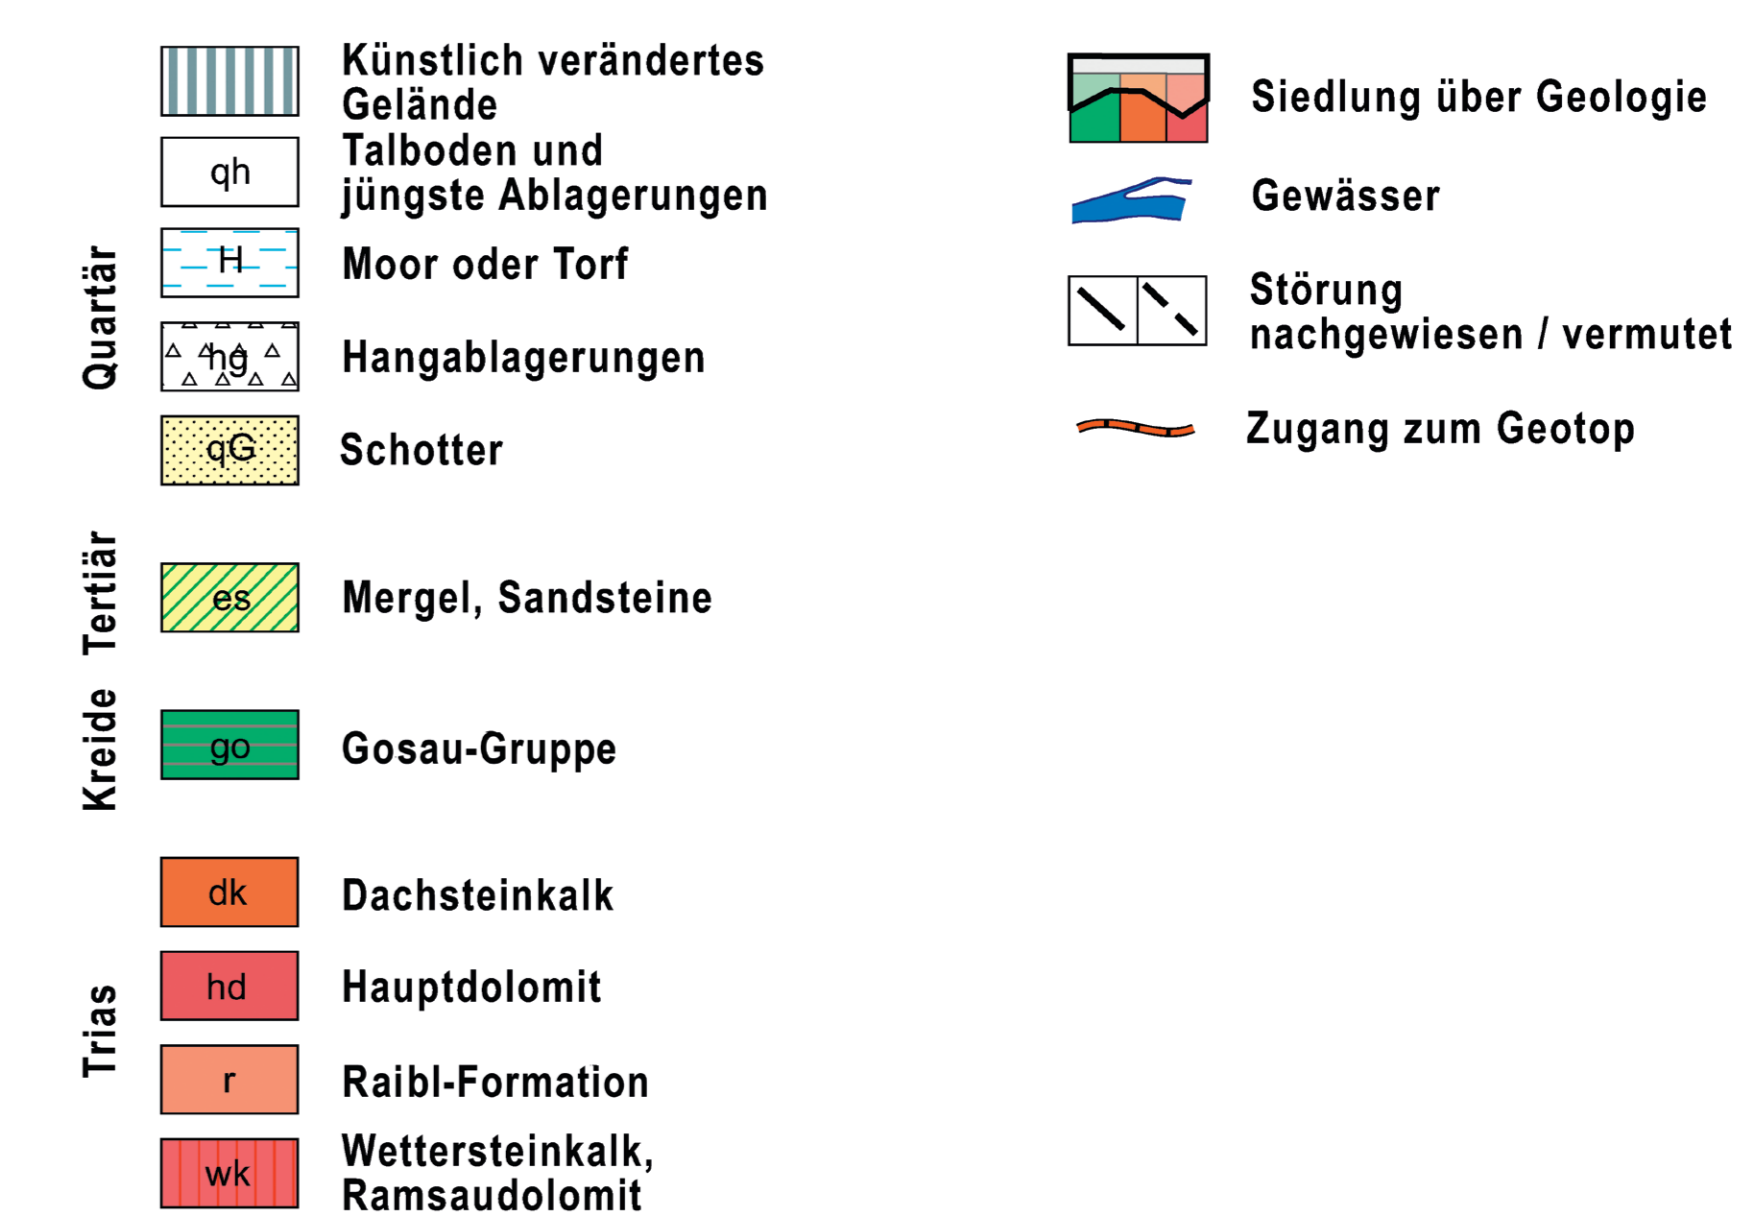 Quartär
Künstlich verändertes
Gelände
qh
Talboden und
jüngste Ablagerungen
H
Moor oder Torf
hg
Hangablagerungen
qG
Schotter
Tertiär
es
Mergel, Sandsteine
Kreide
go
Gosau-Gruppe
Trias
dk
Dachsteinkalk
hd
Hauptdolomit
r
Raibl-Formation
wk
Wettersteinkalk,
Ramsaudolomit
Siedlung über Geologie
Gewässer
Störung
nachgewiesen / vermutet
Zugang zum Geotop